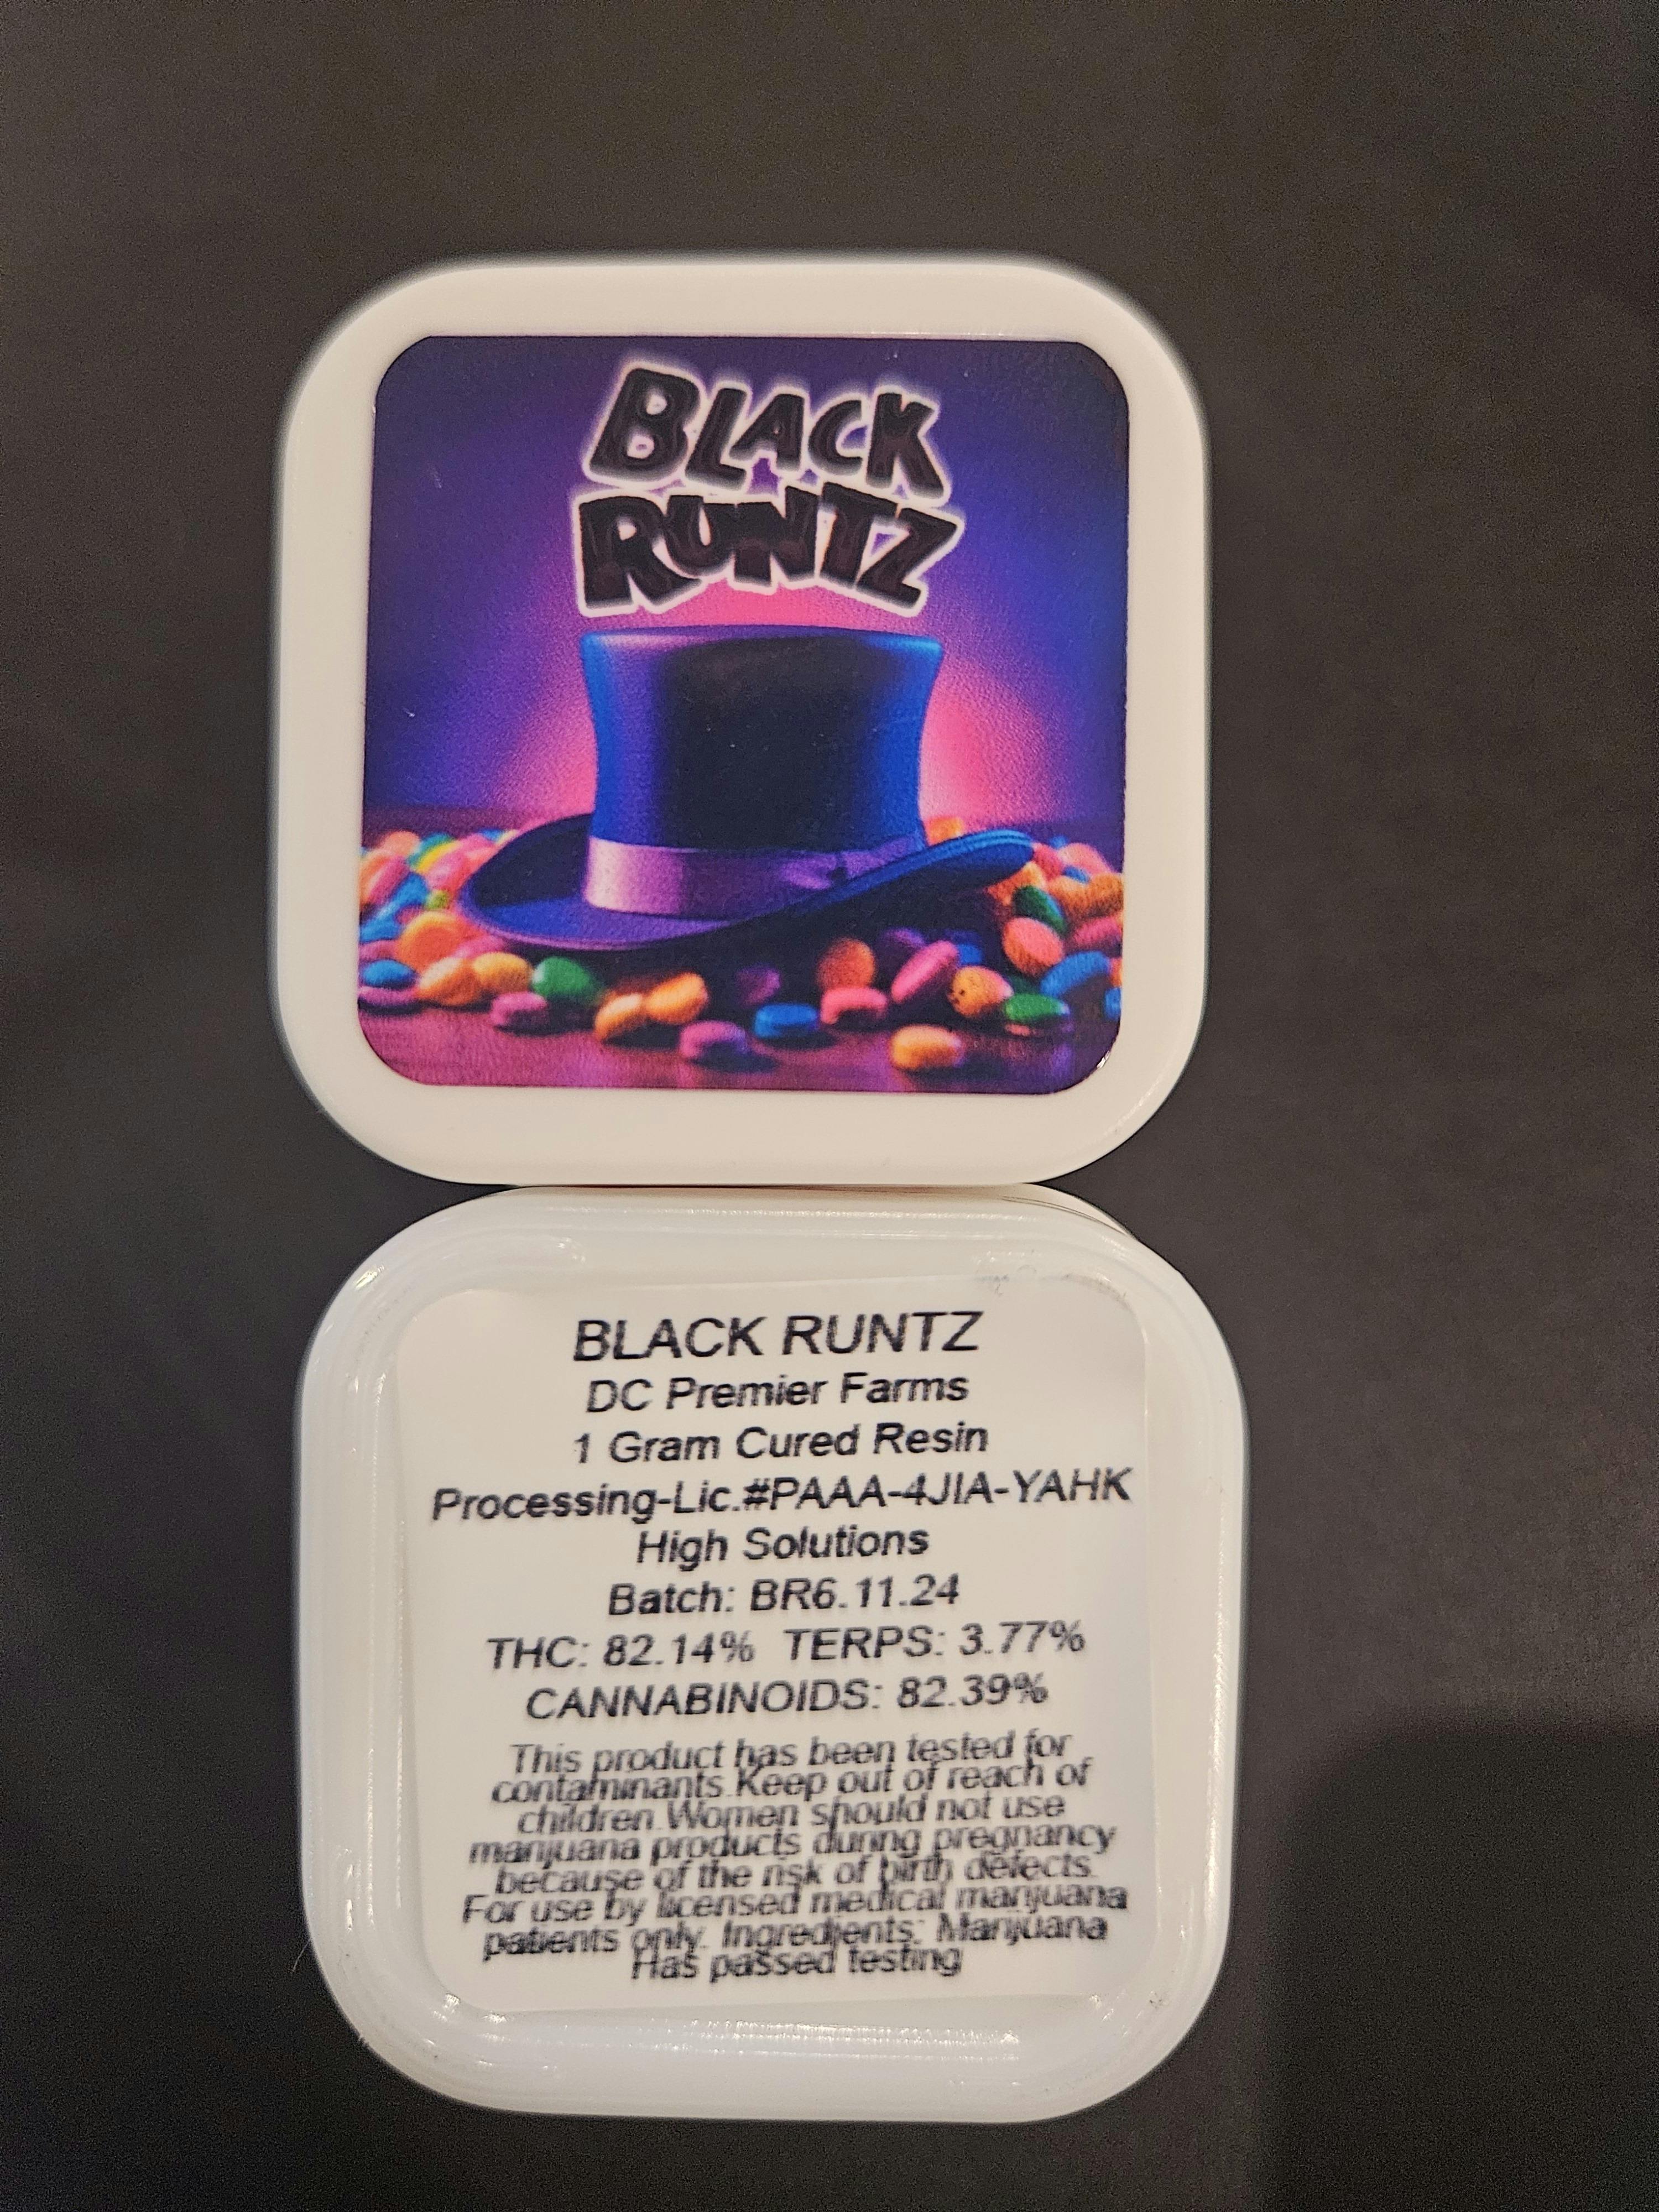 BLACK
RUNTZ
BLACK RUNTZ
DC Premier Farms
1 Gram Cured Resin
Processing-Lic.#PAAA-4JIA-YAHK
High Solutions
Batch: BR6.11.24
THC: 82.14% TERPS: 3.77%
CANNABINOIDS: 82.39%
This product has been tested for
contaminants.Keep out of reach of
children.Women should not use
marijuana products during pregnancy
because of the risk of birth defects.
For use by licensed medical marijuana
patients only. Ingredients: Marijuana
Has passed testing